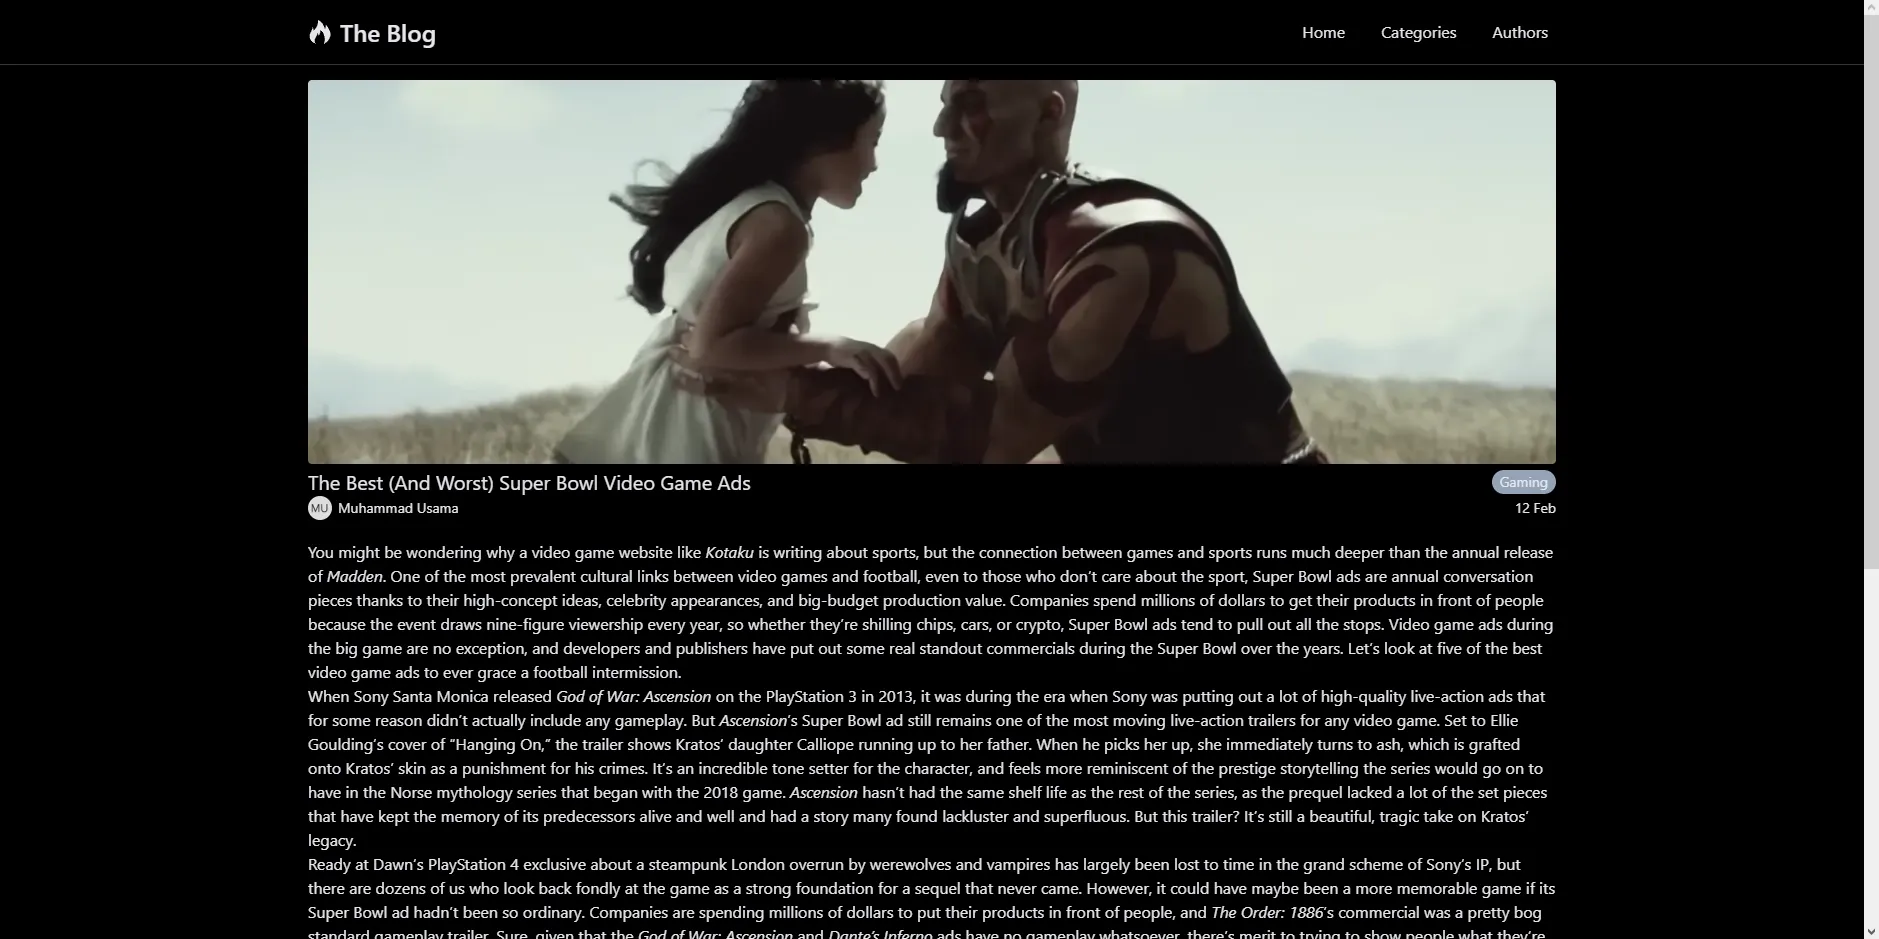 The Blog
Home Categories Authors
The Best (And Worst) Super Bowl Video Game Ads
Gaming
MU Muhammad Usama
12 Feb
You might be wondering why a video game website like Kotaku is writing about sports, but the connection between games and sports runs much deeper than the annual release
of Madden. One of the most prevalent cultural links between video games and football, even to those who don’t care about the sport, Super Bowl ads are annual conversation
pieces thanks to their high-concept ideas, celebrity appearances, and big-budget production value. Companies spend millions of dollars to get their products in front of people
because the event draws nine-figure viewership every year, so whether they’re shilling chips, cars, or crypto, Super Bowl ads tend to pull out all the stops. Video game ads during
the big game are no exception, and developers and publishers have put out some real standout commercials during the Super Bowl over the years. Let’s look at five of the best
video game ads to ever grace a football intermission.
When Sony Santa Monica released God of War: Ascension on the PlayStation 3 in 2013, it was during the era when Sony was putting out a lot of high-quality live-action ads that
for some reason didn’t actually include any gameplay. But Ascension’s Super Bowl ad still remains one of the most moving live-action trailers for any video game. Set to Ellie
Goulding’s cover of “Hanging On,” the trailer shows Kratos’ daughter Calliope running up to her father. When he picks her up, she immediately turns to ash, which is grafted
onto Kratos’ skin as a punishment for his crimes. It’s an incredible tone setter for the character, and feels more reminiscent of the prestige storytelling the series would go on to
have in the Norse mythology series that began with the 2018 game. Ascension hasn’t had the same shelf life as the rest of the series, as the prequel lacked a lot of the set pieces
that have kept the memory of its predecessors alive and well and had a story many found lackluster and superfluous. But this trailer? It’s still a beautiful, tragic take on Kratos’
legacy.
Ready at Dawn’s PlayStation 4 exclusive about a steampunk London overrun by werewolves and vampires has largely been lost to time in the grand scheme of Sony’s IP, but
there are dozens of us who look back fondly at the game as a strong foundation for a sequel that never came. However, it could have maybe been a more memorable game if its
Super Bowl ad hadn’t been so ordinary. Companies are spending millions of dollars to put their products in front of people, and The Order: 1886’s commercial was a pretty bog
standard gameplay trailer. Sure, given that the God of War: Ascension and Dante’s Inferno ads have no gameplay whatsoever, there’s merit to trying to show people what they’re